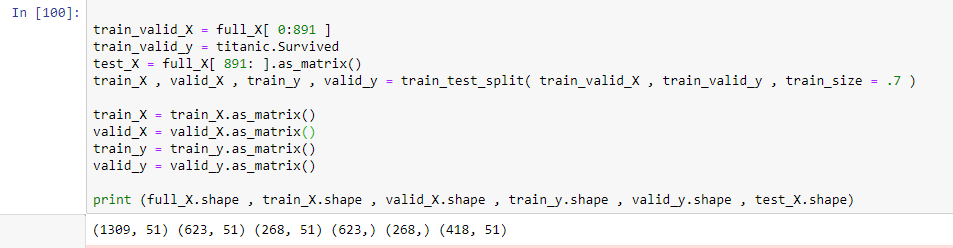 In [100]:
train_valid_X = full_X[ 0:891 ]
train_valid_y = titanic.Survived
test_X = full_X[ 891: ].as_matrix()
train_X , valid_X , train_y , valid_y = train_test_split( train_valid_X , train_valid_y , train_size = .7 )
train_X = train_X.as_matrix()
valid_X = valid_X.as_matrix()
train_y = train_y.as_matrix()
valid_y = valid_y.as_matrix()
print (full_X.shape , train_X.shape , valid_X.shape , train_y.shape , valid_y.shape , test_X.shape)
(1309, 51) (623, 51) (268, 51) (623,) (268,) (418, 51)